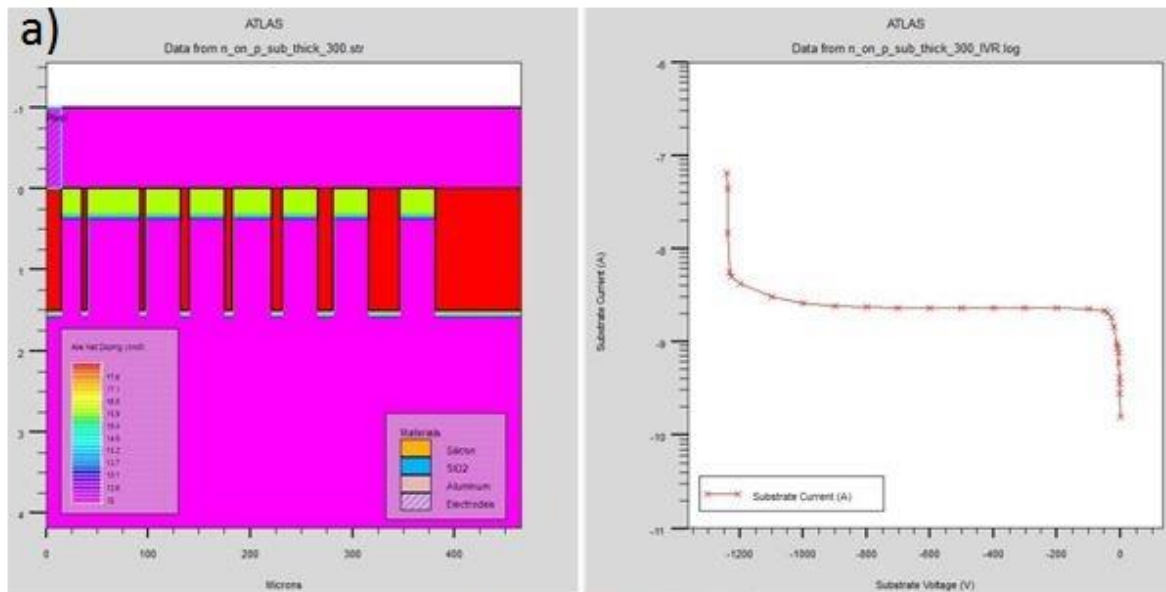 a)
ATLAS
Data from n_on_p_sub_thick_300.str
-1
0
1
2
3
4
0
100
200
300
400
Microns
Materials
Silicon
SiO2
Aluminum
Electrodes
ATLAS
Data from n_on_p_sub_thick_300_IVR.log
Substrate Current (A)
-6
-7
-8
-9
-10
-11
-1200
-1000
-800
-600
-400
-200
0
Substrate Voltage (V)
Substrate Current (A)